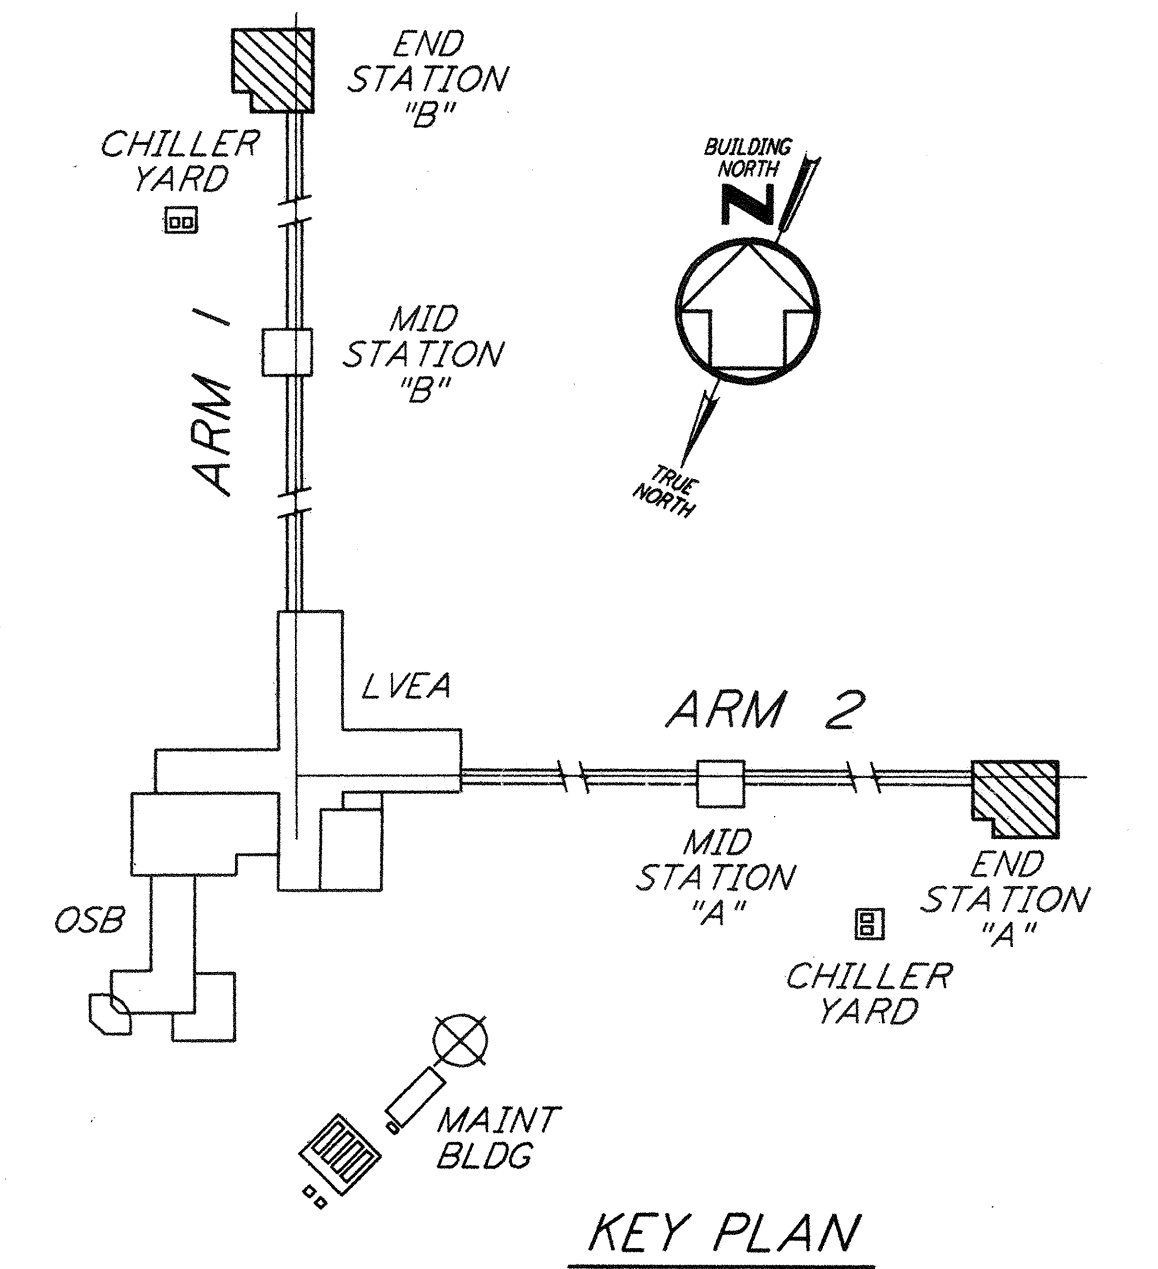 END
STATION
"B"
CHILLER
YARD
BUILDING
NORTH
N
MID
STATION
"B"
ARM 1
TRUE
NORTH
LVEA
ARM 2
MID
STATION
"A"
END
STATION
"A"
OSB
CHILLER
YARD
MAINT
BLDG
KEY PLAN